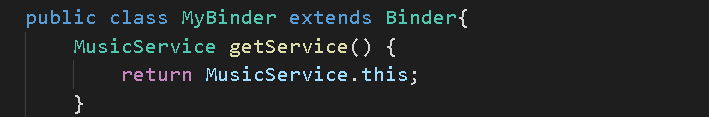 public class MyBinder extends Binder{
    MusicService getService() {
        return MusicService.this;
    }